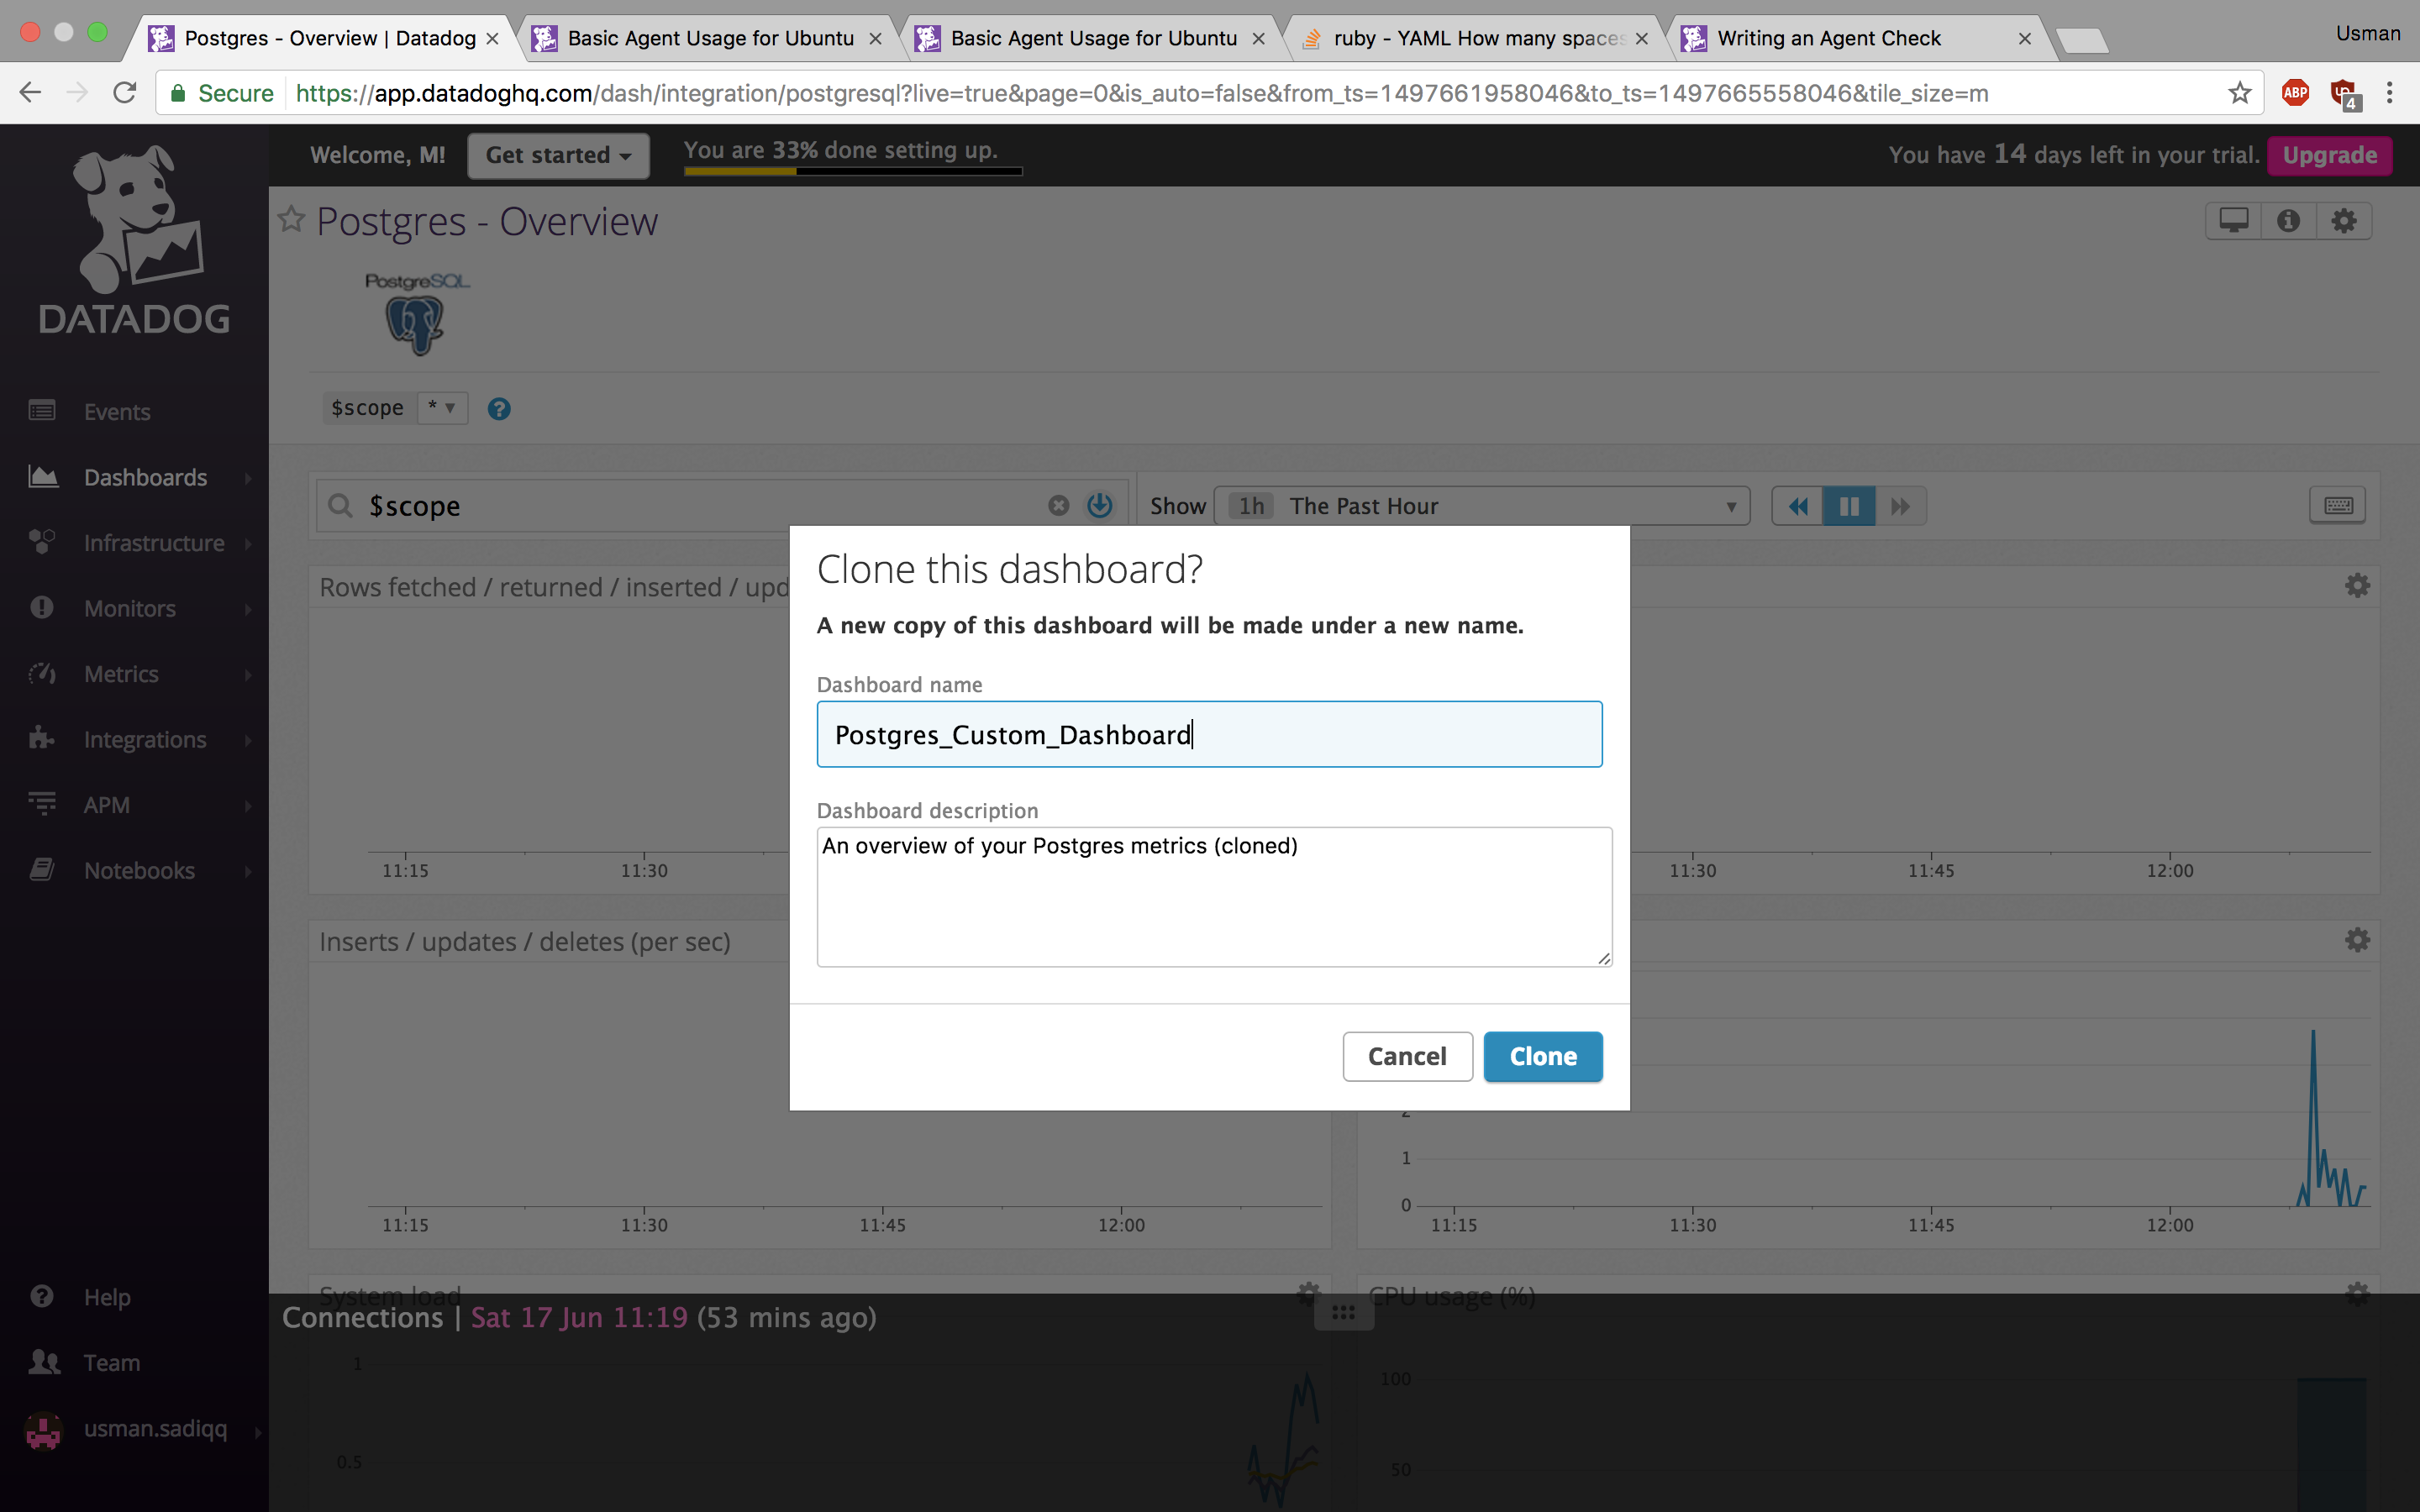 Postgres - Overview | Datadog
Basic Agent Usage for Ubuntu
Basic Agent Usage for Ubuntu
ruby - YAML How many spaces
Writing an Agent Check
Usman
Secure
https://app.datadoghq.com/dash/integration/postgresql?live=true&page=0&is_auto=false&from_ts=1497661958046&to_ts=1497665558046&tile_size=m
ABP
4
DATADOG
Welcome, M!
Get started
You are 33% done setting up.
You have 14 days left in your trial.
Upgrade
Postgres - Overview
PostgreSQL
$scope
*
?
Events
Dashboards
Infrastructure
Monitors
Metrics
Integrations
APM
Notebooks
Help
Team
usman.sadiqq
$scope
Show
1h
The Past Hour
Rows fetched / returned / inserted / upd
11:15
11:30
11:30
11:45
12:00
Clone this dashboard?
A new copy of this dashboard will be made under a new name.
Dashboard name
Postgres_Custom_Dashboard
Dashboard description
An overview of your Postgres metrics (cloned)
Cancel
Clone
Inserts / updates / deletes (per sec)
11:15
11:30
11:45
12:00
2
1
0
11:15
11:30
11:45
12:00
System load
CPU usage (%)
Connections | Sat 17 Jun 11:19 (53 mins ago)
1
0.5
100
50